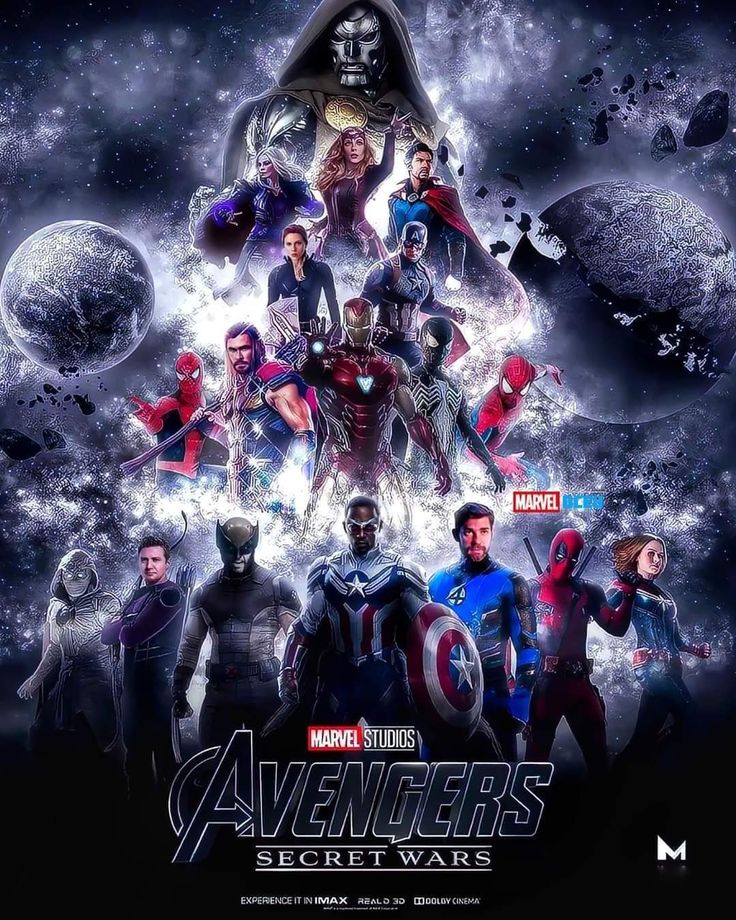 MARVEL DCEU
MARVEL STUDIOS
AVENGERS
SECRET WARS
M
EXPERIENCE IT IN IMAX REALD 3D DOLBY CINEMA